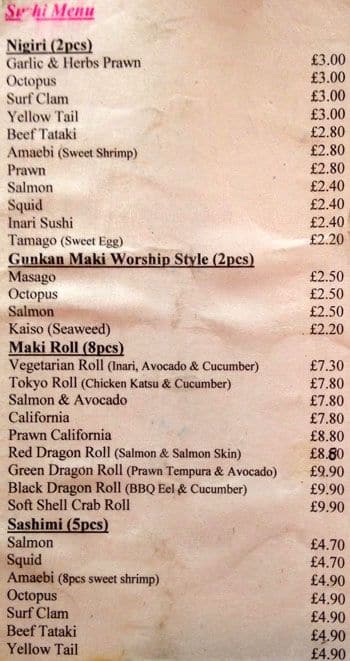 Sushi Menu
Nigiri (2pcs)
Garlic & Herbs Prawn £3.00
Octopus £3.00
Surf Clam £3.00
Yellow Tail £3.00
Beef Tataki £2.80
Amaebi (Sweet Shrimp) £2.80
Prawn £2.80
Salmon £2.40
Squid £2.40
Inari Sushi £2.40
Tamago (Sweet Egg) £2.20
Gunkan Maki Worship Style (2pcs)
Masago £2.50
Octopus £2.50
Salmon £2.50
Kaiso (Seaweed) £2.20
Maki Roll (8pcs)
Vegetarian Roll (Inari, Avocado & Cucumber) £7.30
Tokyo Roll (Chicken Katsu & Cucumber) £7.80
Salmon & Avocado £7.80
California £7.80
Prawn California £8.80
Red Dragon Roll (Salmon & Salmon Skin) £8.80
Green Dragon Roll (Prawn Tempura & Avocado) £9.90
Black Dragon Roll (BBQ Eel & Cucumber) £9.90
Soft Shell Crab Roll £9.90
Sashimi (5pcs)
Salmon £4.70
Squid £4.70
Amaebi (8pcs sweet shrimp) £4.90
Octopus £4.90
Surf Clam £4.90
Beef Tataki £4.90
Yellow Tail £4.90